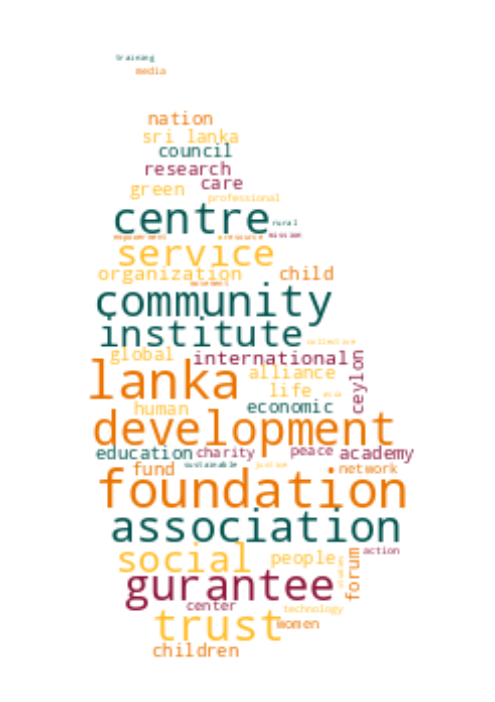 training
media
nation
sri lanka
council
research
green care
professional
centre rural
empowerment resource mission
service
organization child
movement
community
institute
collective
global international
lanka alliance ceylon
life asia
human economic
development
education charity peace academy
fund sustainable justice network
foundation
association
social people forum action
gurantee
center technology
trust women
children